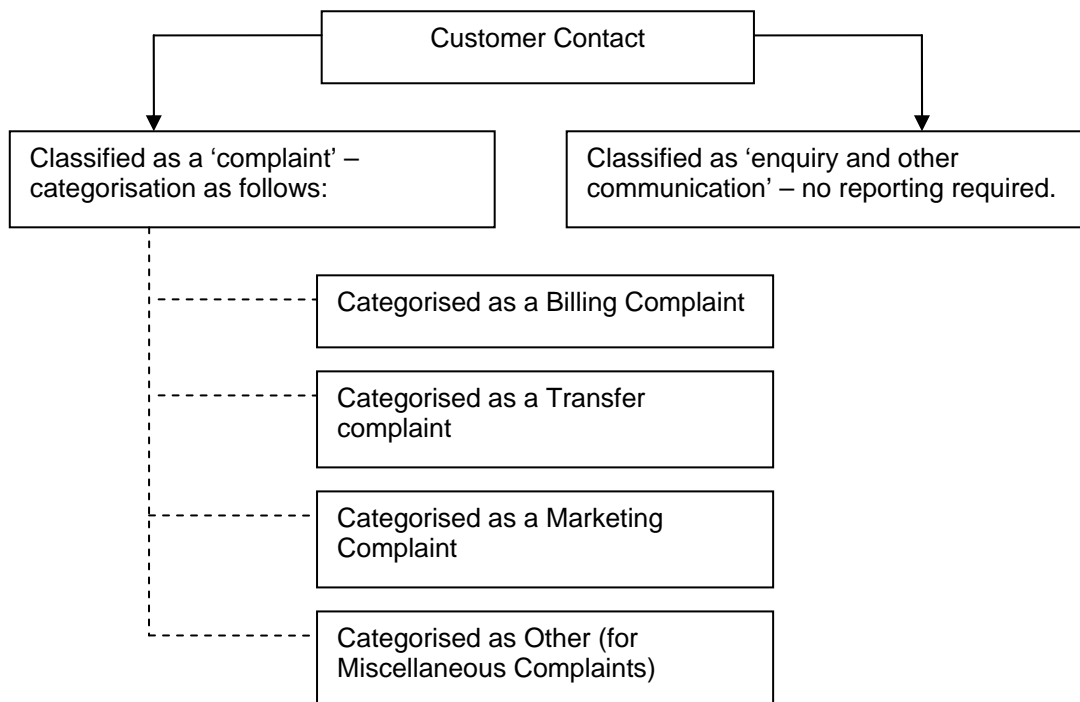 Customer Contact
Classified as a ‘complaint’ –
categorisation as follows:
Classified as ‘enquiry and other
communication’ – no reporting required.
Categorised as a Billing Complaint
Categorised as a Transfer
complaint
Categorised as a Marketing
Complaint
Categorised as Other (for
Miscellaneous Complaints)